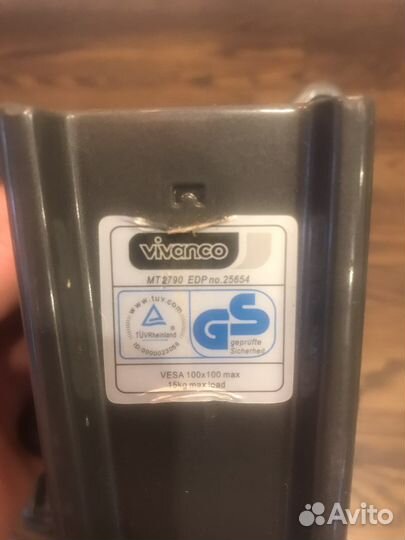 vivanco
MT2790 EDP no.25654
www.tuv.com
TÜVRheinland
ID:0000023056
GS
geprüfte
Sicherheit
VESA 100x100 max
15kg max load
Avito